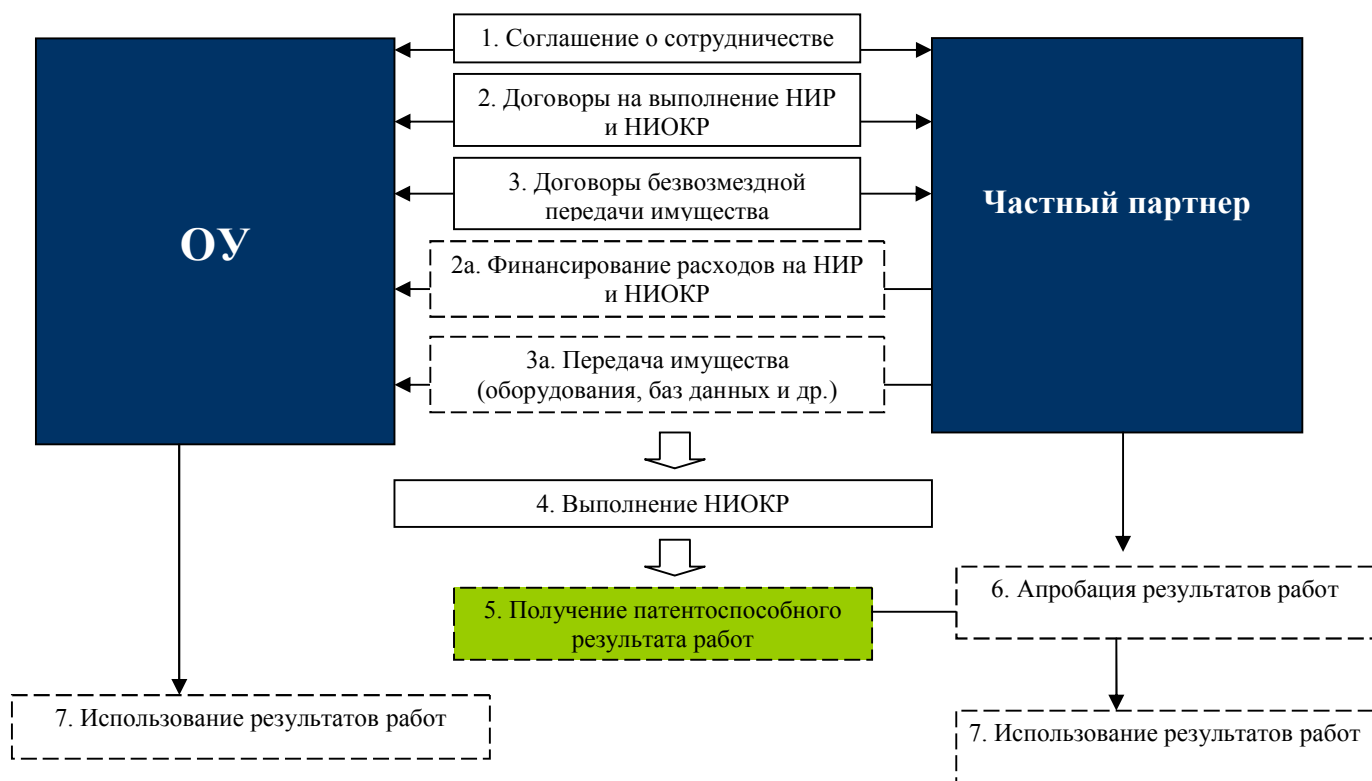 1. Соглашение о сотрудничестве
2. Договоры на выполнение НИР
и НИОКР
3. Договоры безвозмездной
передачи имущества
ОУ
Частный партнер
2а. Финансирование расходов на НИР
и НИОКР
3а. Передача имущества
(оборудования, баз данных и др.)
4. Выполнение НИОКР
5. Получение патентоспособного
результата работ
6. Апробация результатов работ
7. Использование результатов работ
7. Использование результатов работ